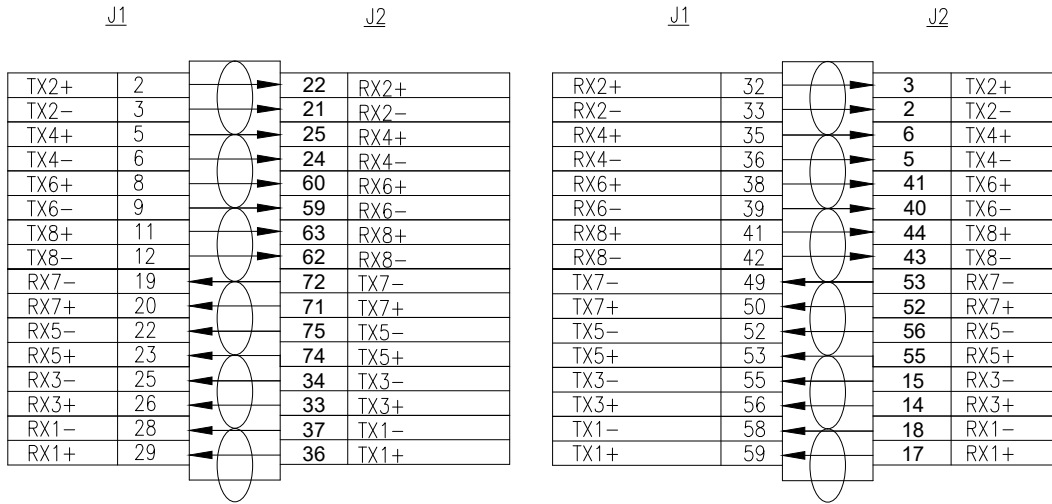 J1 J2 J1 J2
TX2+ 2 22 RX2+ RX2+ 32 3 TX2+
TX2- 3 21 RX2- RX2- 33 2 TX2-
TX4+ 5 25 RX4+ RX4+ 35 6 TX4+
TX4- 6 24 RX4- RX4- 36 5 TX4-
TX6+ 8 60 RX6+ RX6+ 38 41 TX6+
TX6- 9 59 RX6- RX6- 39 40 TX6-
TX8+ 11 63 RX8+ RX8+ 41 44 TX8+
TX8- 12 62 RX8- RX8- 42 43 TX8-
RX7- 19 72 TX7- TX7- 49 53 RX7-
RX7+ 20 71 TX7+ TX7+ 50 52 RX7+
RX5- 22 75 TX5- TX5- 52 56 RX5-
RX5+ 23 74 TX5+ TX5+ 53 55 RX5+
RX3- 25 34 TX3- TX3- 55 15 RX3-
RX3+ 26 33 TX3+ TX3+ 56 14 RX3+
RX1- 28 37 TX1- TX1- 58 18 RX1-
RX1+ 29 36 TX1+ TX1+ 59 17 RX1+